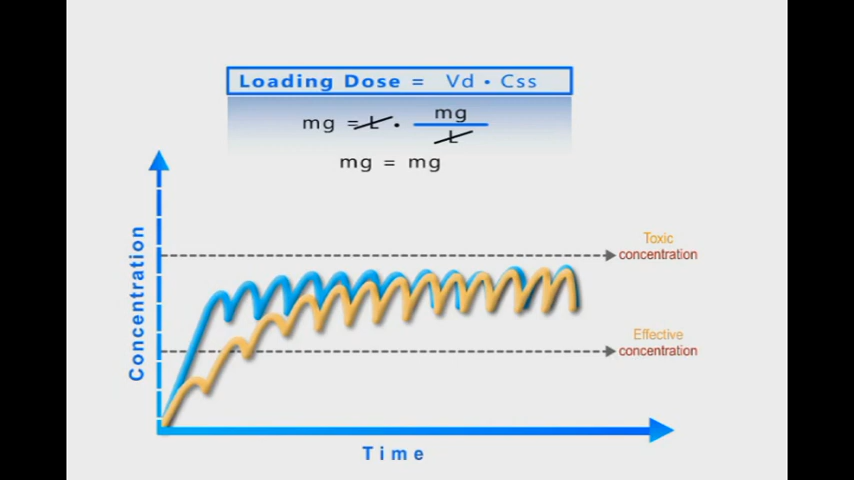 Loading Dose = Vd • Css
mg = L • mg
L
mg = mg
Toxic
concentration
Effective
concentration
Concentration
Time